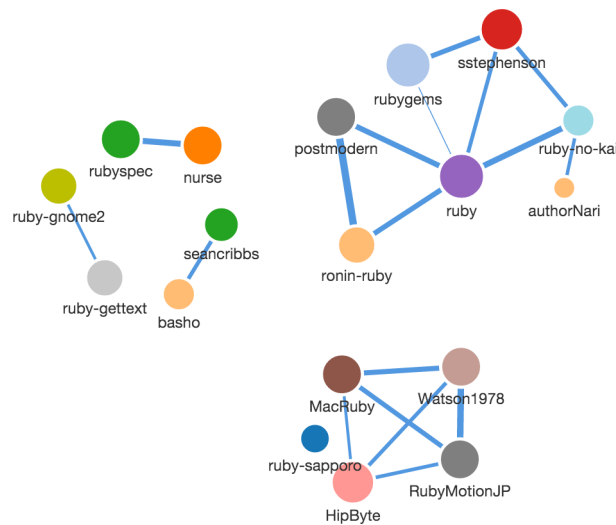 sstephenson
rubygems
rubyspec
nurse
postmodern
ruby-no-kai
ruby
authorNari
ruby-gnome2
seancribbs
ronin-ruby
ruby-gettext
basho
MacRuby
Watson1978
ruby-sapporo
RubyMotionJP
HipByte